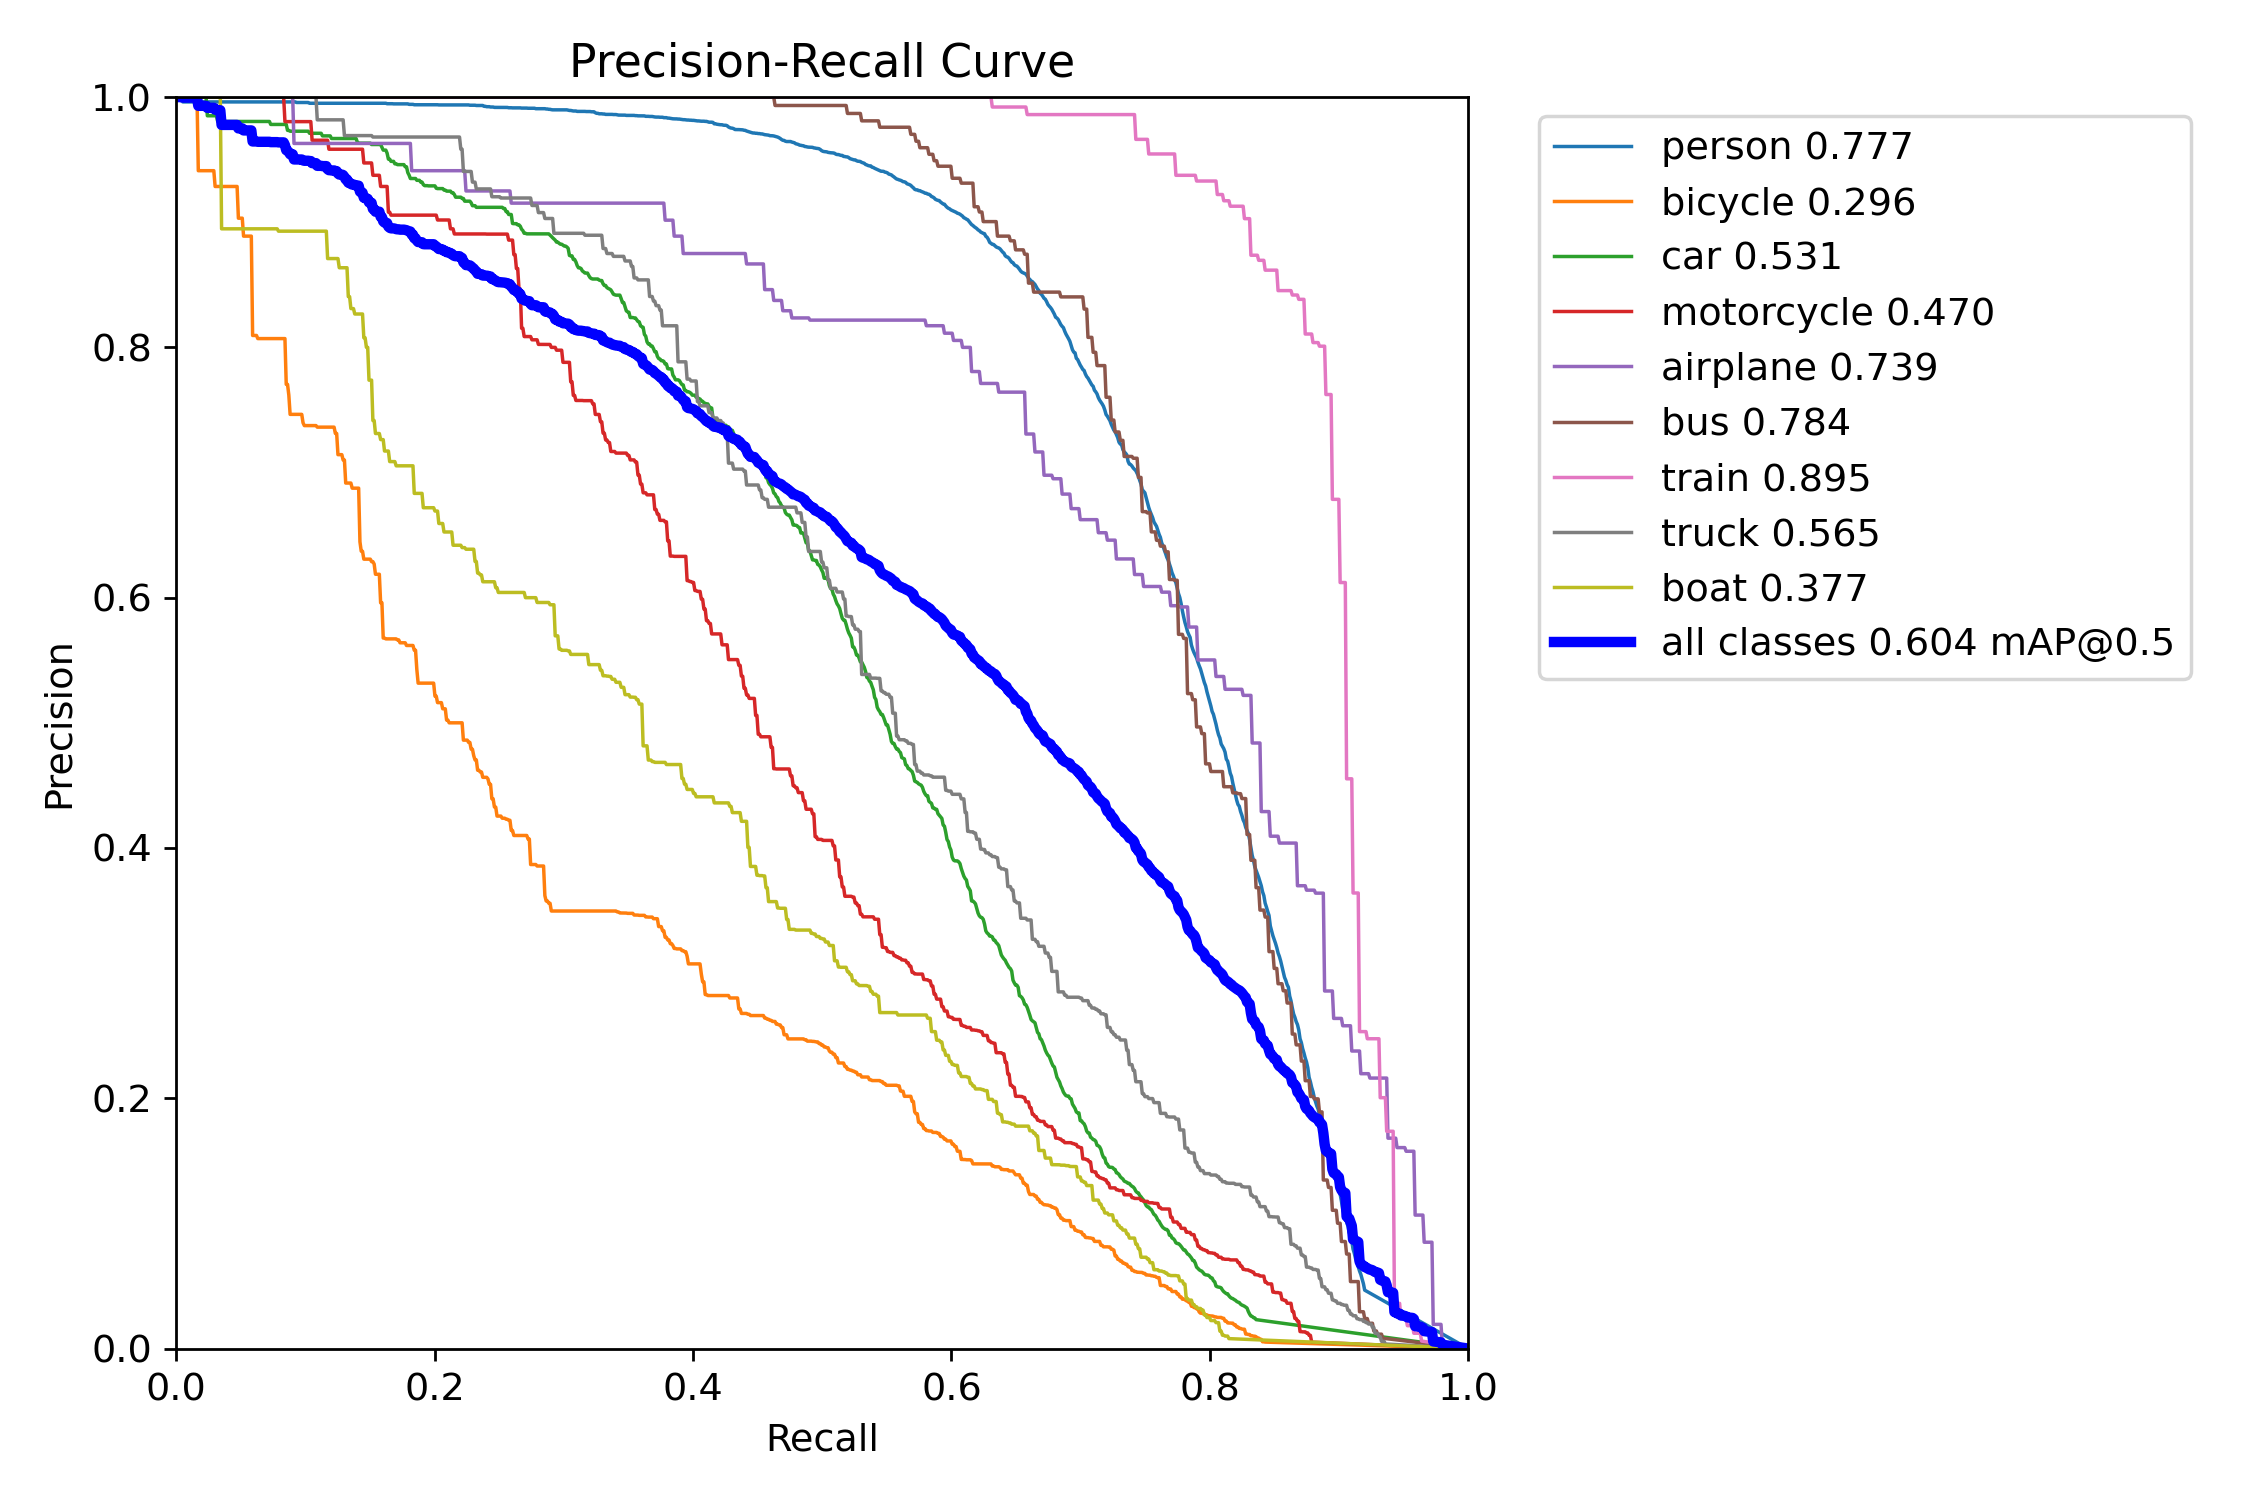 Precision-Recall Curve
1.0
0.8
0.6
0.4
0.2
0.0
Precision
0.0 0.2 0.4 0.6 0.8 1.0
Recall
person 0.777
bicycle 0.296
car 0.531
motorcycle 0.470
airplane 0.739
bus 0.784
train 0.895
truck 0.565
boat 0.377
all classes 0.604 mAP@0.5